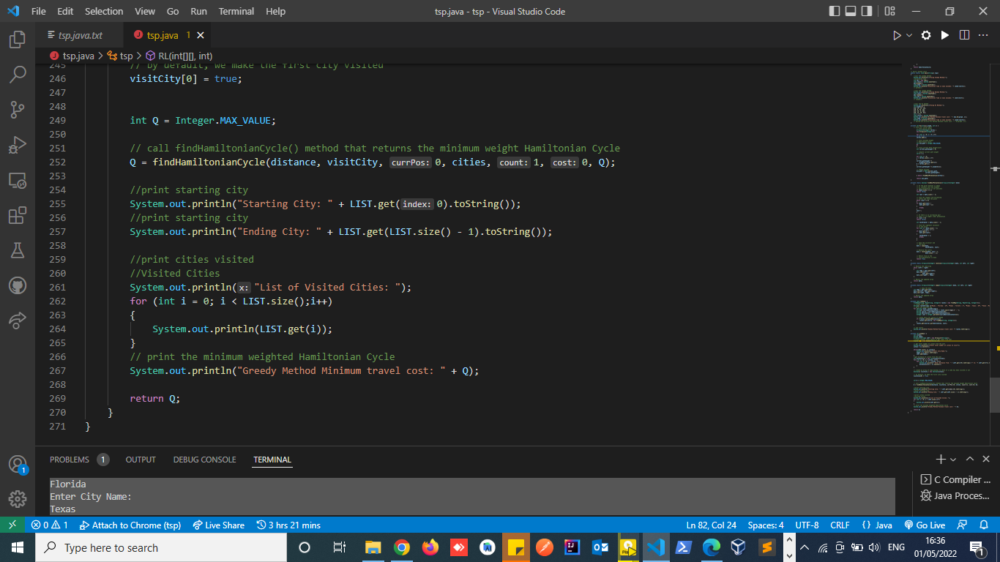 File Edit Selection View Go Run Terminal Help
tsp.java - tsp - Visual Studio Code
tsp.java.txt
tsp.java 1
tsp.java > tsp > RL(int[][], int)
245 // by default, we make the first city visited
246 visitCity[0] = true;
247
248
249 int Q = Integer.MAX_VALUE;
250
251 // call findHamiltonianCycle() method that returns the minimum weight Hamiltonian Cycle
252 Q = findHamiltonianCycle(distance, visitCity, currPos: 0, cities, count: 1, cost: 0, Q);
253
254 //print starting city
255 System.out.println("Starting City: " + LIST.get(index: 0).toString());
256 //print starting city
257 System.out.println("Ending City: " + LIST.get(LIST.size() - 1).toString());
258
259 //print cities visited
260 //Visited Cities
261 System.out.println(x: "List of Visited Cities: ");
262 for (int i = 0; i < LIST.size();i++)
263 {
264 System.out.println(LIST.get(i));
265 }
266 // print the minimum weighted Hamiltonian Cycle
267 System.out.println("Greedy Method Minimum travel cost: " + Q);
268
269 return Q;
270 }
271 }
PROBLEMS 1 OUTPUT DEBUG CONSOLE TERMINAL
Florida
Enter City Name:
Texas
C Compiler ...
Java Proces...
1
0 1 Attach to Chrome (tsp) Live Share 3 hrs 21 mins
Ln 82, Col 24 Spaces: 4 UTF-8 CRLF {} Java Go Live
Type here to search
ENG
16:36
01/05/2022
1